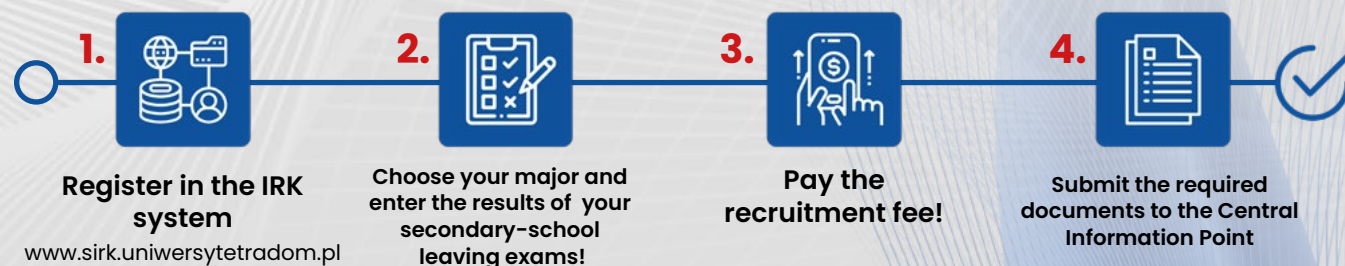 1.
Register in the IRK
system
www.sirk.uniwersytetradom.pl
2.
Choose your major and
enter the results of your
secondary-school
leaving exams!
3.
Pay the
recruitment fee!
4.
Submit the required
documents to the Central
Information Point